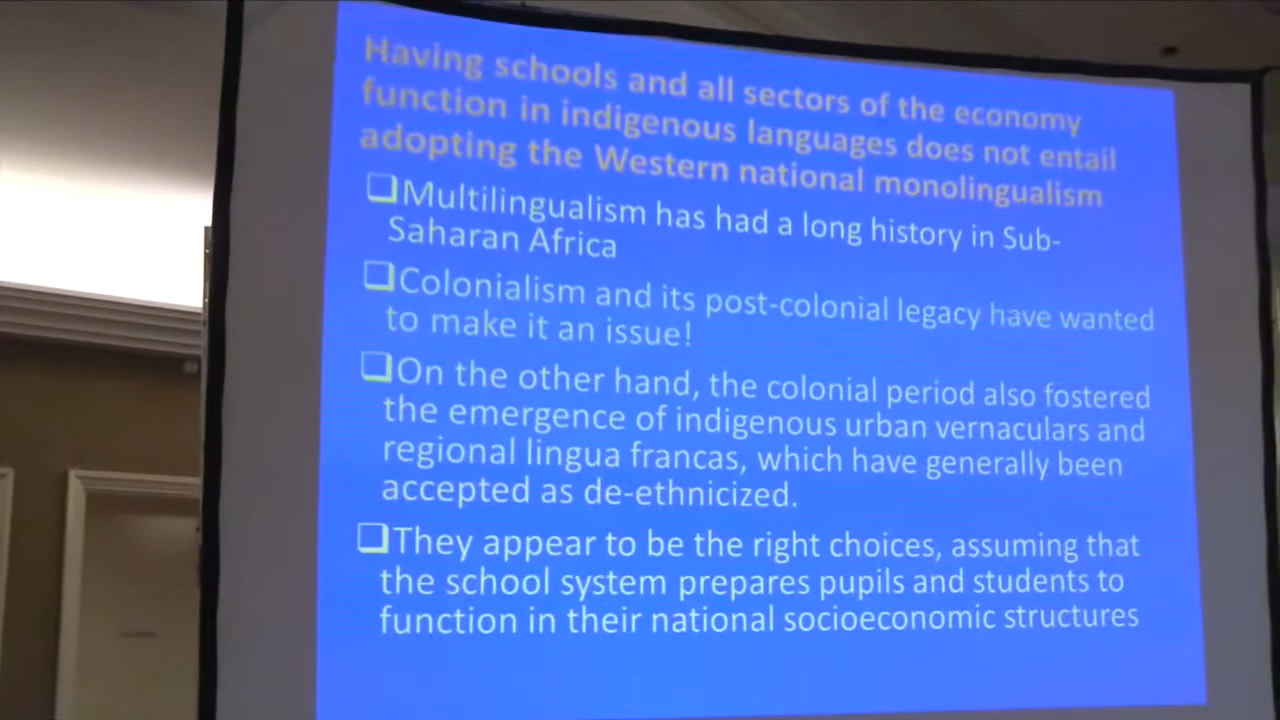 Having schools and all sectors of the economy
function in indigenous languages does not entail
adopting the Western national monolingualism
❑Multilingualism has had a long history in Sub-
Saharan Africa
❑Colonialism and its post-colonial legacy have wanted
to make it an issue!
❑On the other hand, the colonial period also fostered
the emergence of indigenous urban vernaculars and
regional lingua francas, which have generally been
accepted as de-ethnicized.
❑They appear to be the right choices, assuming that
the school system prepares pupils and students to
function in their national socioeconomic structures